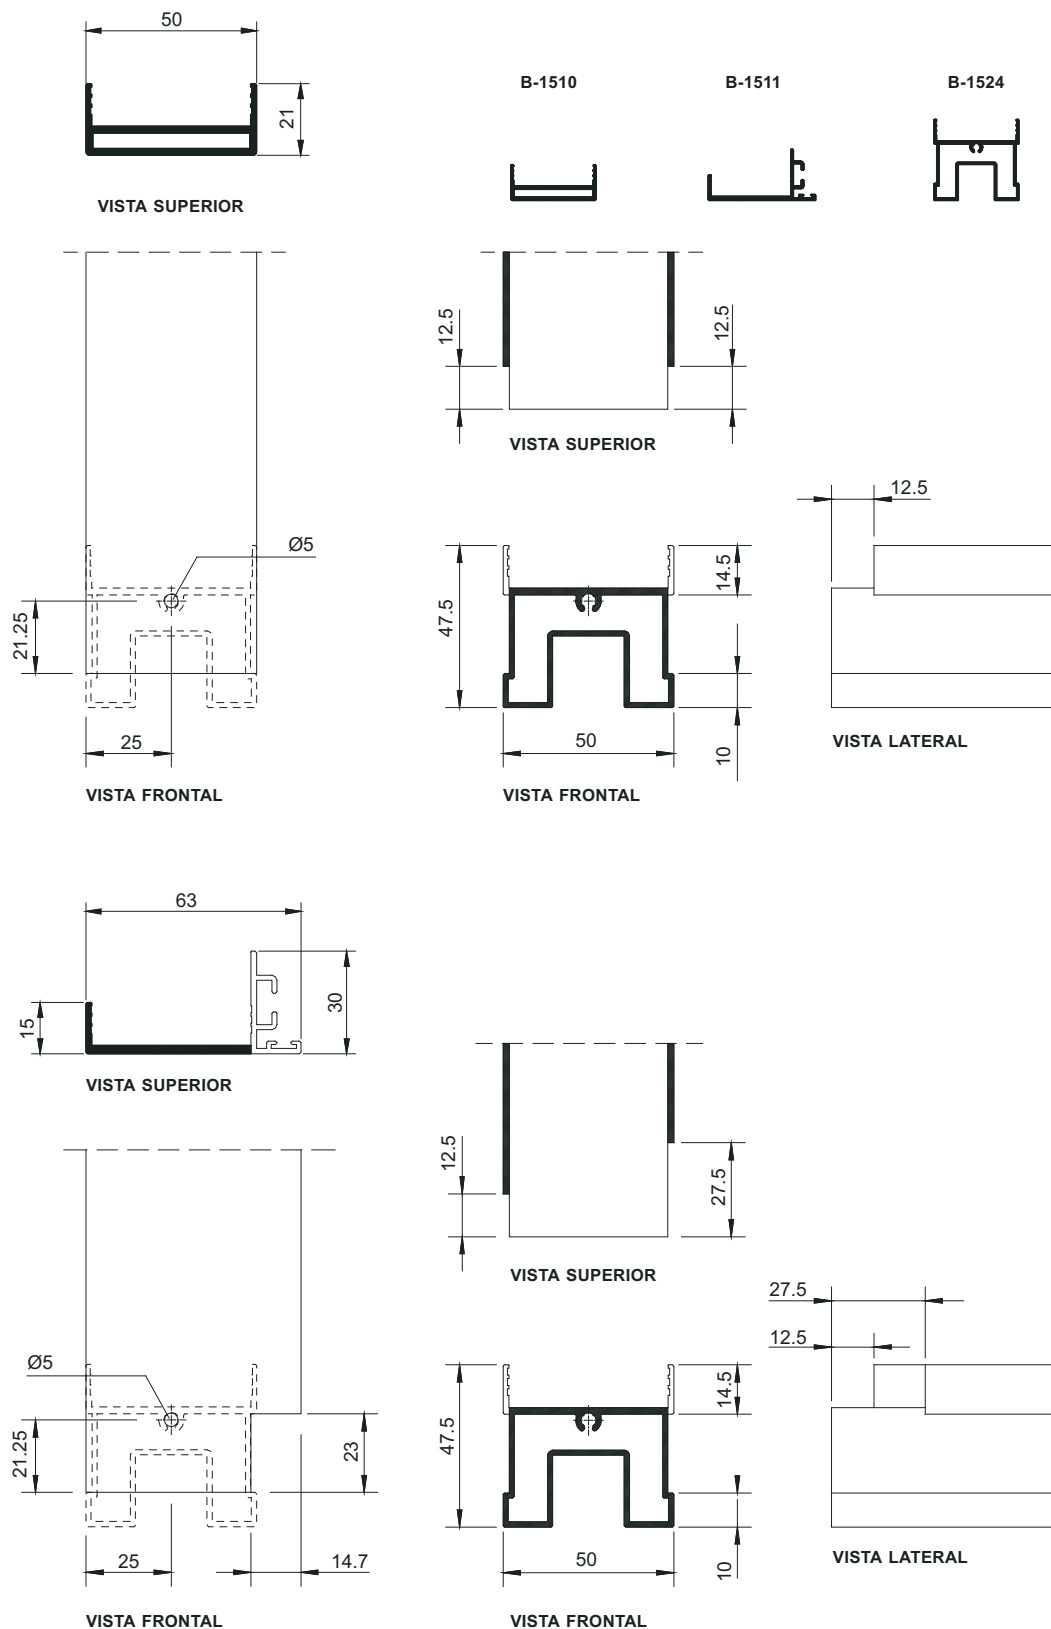 50
21
VISTA SUPERIOR
B-1510
B-1511
B-1524
12.5
12.5
VISTA SUPERIOR
Ø5
21.25
25
VISTA FRONTAL
47.5
14.5
50
10
VISTA FRONTAL
12.5
VISTA LATERAL
63
15
30
VISTA SUPERIOR
12.5
27.5
VISTA SUPERIOR
Ø5
21.25
23
25
14.7
VISTA FRONTAL
47.5
14.5
50
10
VISTA FRONTAL
27.5
12.5
VISTA LATERAL